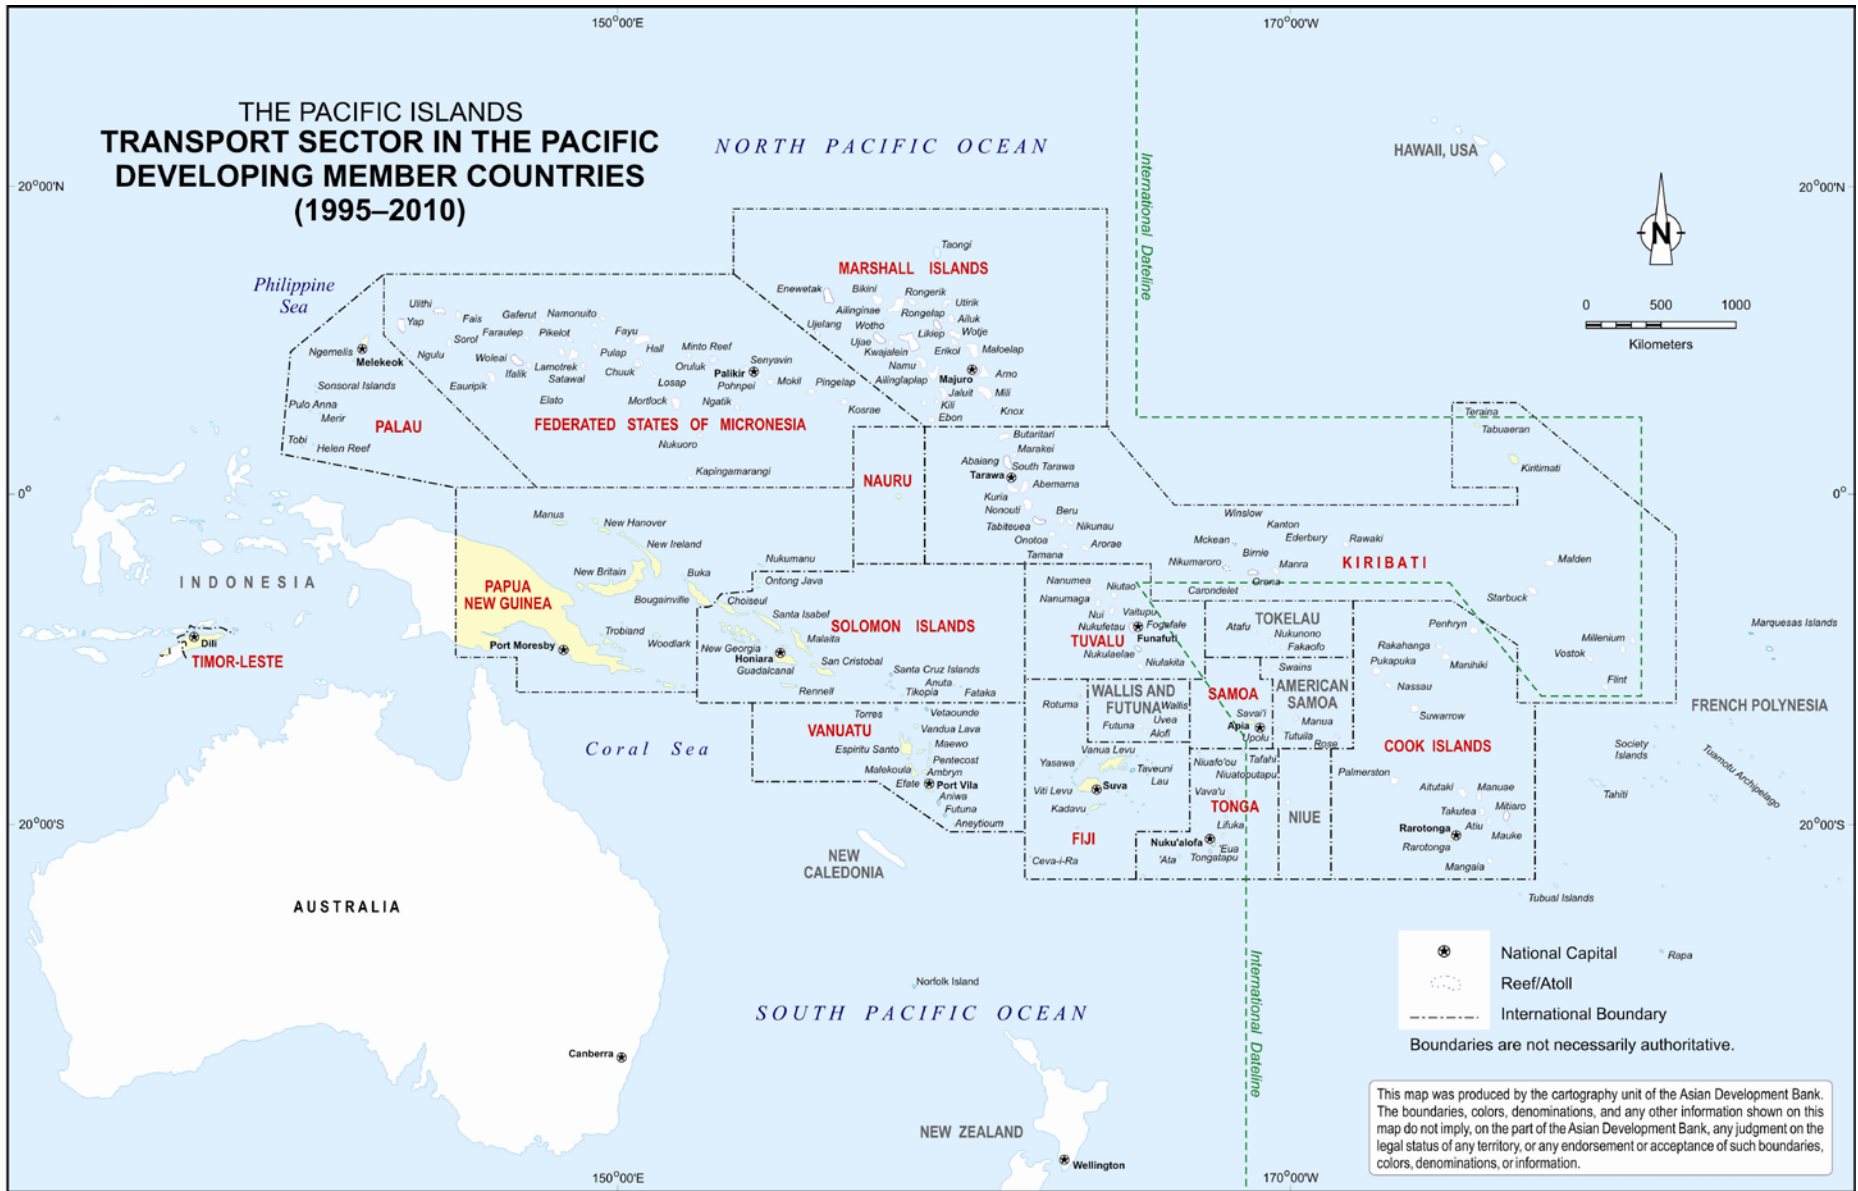 150°00'E
170°00'W
THE PACIFIC ISLANDS
TRANSPORT SECTOR IN THE PACIFIC
DEVELOPING MEMBER COUNTRIES
(1995–2010)
NORTH PACIFIC OCEAN
International Dateline
HAWAII, USA
20°00'N
20°00'N
N
0 500 1000
Kilometers
Philippine
Sea
MARSHALL ISLANDS
Taongi
Enewetak
Bikini
Rongerik
Utirik
Ailinginae
Rongelap
Ailuk
Ujelang
Wotho
Likiep
Wotje
Ujae
Kwajalein
Erikol
Maloelap
Namu
Ailinglaplap
Majuro
Arno
Jaluit
Mili
Kili
Ebon
Knox
Ulithi
Yap
Fais
Gaferut
Namonuito
Sorol
Faraulep
Pikelot
Fayu
Ngulu
Woleai
Ifalik
Lamotrek
Satawal
Pulap
Hall
Minto Reef
Chuuk
Oruluk
Senyavin
Eauripik
Elato
Losap
Palikir
Pohnpei
Mokil
Pingelap
Mortlock
Ngatik
Kosrae
FEDERATED STATES OF MICRONESIA
Nukuoro
Kapingamarangi
Ngemelis
Melekeok
Sonsoral Islands
Pulo Anna
Merir
PALAU
Tobi
Helen Reef
0°
0°
NAURU
Butaritari
Marakei
Abaiang
South Tarawa
Tarawa
Abemama
Kuria
Nonouti
Beru
Tabiteuea
Nikunau
Onotoa
Arorae
Tamana
Teraina
Tabuaeran
Kiritimati
Winslow
Kanton
Mckean
Ederbury
Rawaki
Birnie
Nikumaroro
Manra
Orona
Carondelet
KIRIBATI
Malden
Starbuck
Millenium
Vostok
Flint
Manus
New Hanover
New Ireland
New Britain
Buka
Bougainville
Nukumanu
Ontong Java
PAPUA
NEW GUINEA
Port Moresby
Trobiand
Woodlark
Choiseul
Santa Isabel
SOLOMON ISLANDS
Malaita
New Georgia
Honiara
Guadalcanal
San Cristobal
Rennell
Santa Cruz Islands
Anuta
Tikopia
Fataka
INDONESIA
Dili
TIMOR-LESTE
Nanumea
Niutao
Nanumaga
Nui
Vaitupu
Nukufetau
Fogafale
TUVALU
Funafuti
Nukulaelae
Niulakita
TOKELAU
Atafu
Nukunono
Fakaofo
Swains
AMERICAN
SAMOA
Manua
Tutuila
Rose
SAMOA
Savai'i
Apia
Upolu
Penrhyn
Rakahanga
Pukapuka
Manihiki
Nassau
Suwarrow
COOK ISLANDS
Palmerston
Aitutaki
Manuae
Takutea
Mitiaro
Rarotonga
Atiu
Mauke
Rarotonga
Mangaia
Marquesas Islands
FRENCH POLYNESIA
Society
Islands
Tuamotu Archipelago
Tahiti
Tubual Islands
Rapa
Coral Sea
VANUATU
Torres
Vetaounde
Vandua Lava
Espiritu Santo
Maewo
Pentecost
Malekoula
Ambryn
Efate
Port Vila
Aniwa
Futuna
Aneytioum
Rotuma
WALLIS AND
FUTUNA
Wallis
Uvea
Futuna
Alofi
Vanua Levu
Yasawa
Taveuni
Lau
Viti Levu
Suva
Kadavu
FIJI
Ceva-i-Ra
Niuafo'ou
Tafahi
Niuatoputapu
Vava'u
TONGA
Lifuka
Nuku'alofa
'Eua
'Ata
Tongatapu
NIUE
20°00'S
20°00'S
NEW
CALEDONIA
AUSTRALIA
Canberra
Norfolk Island
SOUTH PACIFIC OCEAN
International Dateline
NEW ZEALAND
Wellington
National Capital
Reef/Atoll
International Boundary
Boundaries are not necessarily authoritative.
This map was produced by the cartography unit of the Asian Development Bank.
The boundaries, colors, denominations, and any other information shown on this
map do not imply, on the part of the Asian Development Bank, any judgment on the
legal status of any territory, or any endorsement or acceptance of such boundaries,
colors, denominations, or information.
150°00'E
170°00'W